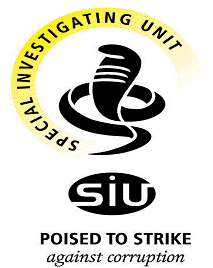 SPECIAL INVESTIGATING UNIT
SiU
POISED TO STRIKE
against corruption